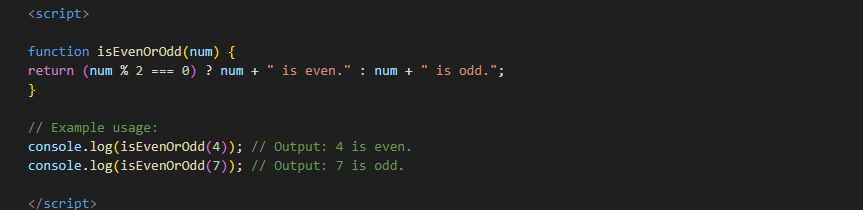 <script>
function isEvenOrOdd(num) {
return (num % 2 === 0) ? num + " is even." : num + " is odd.";
}
// Example usage:
console.log(isEvenOrOdd(4)); // Output: 4 is even.
console.log(isEvenOrOdd(7)); // Output: 7 is odd.
</script>